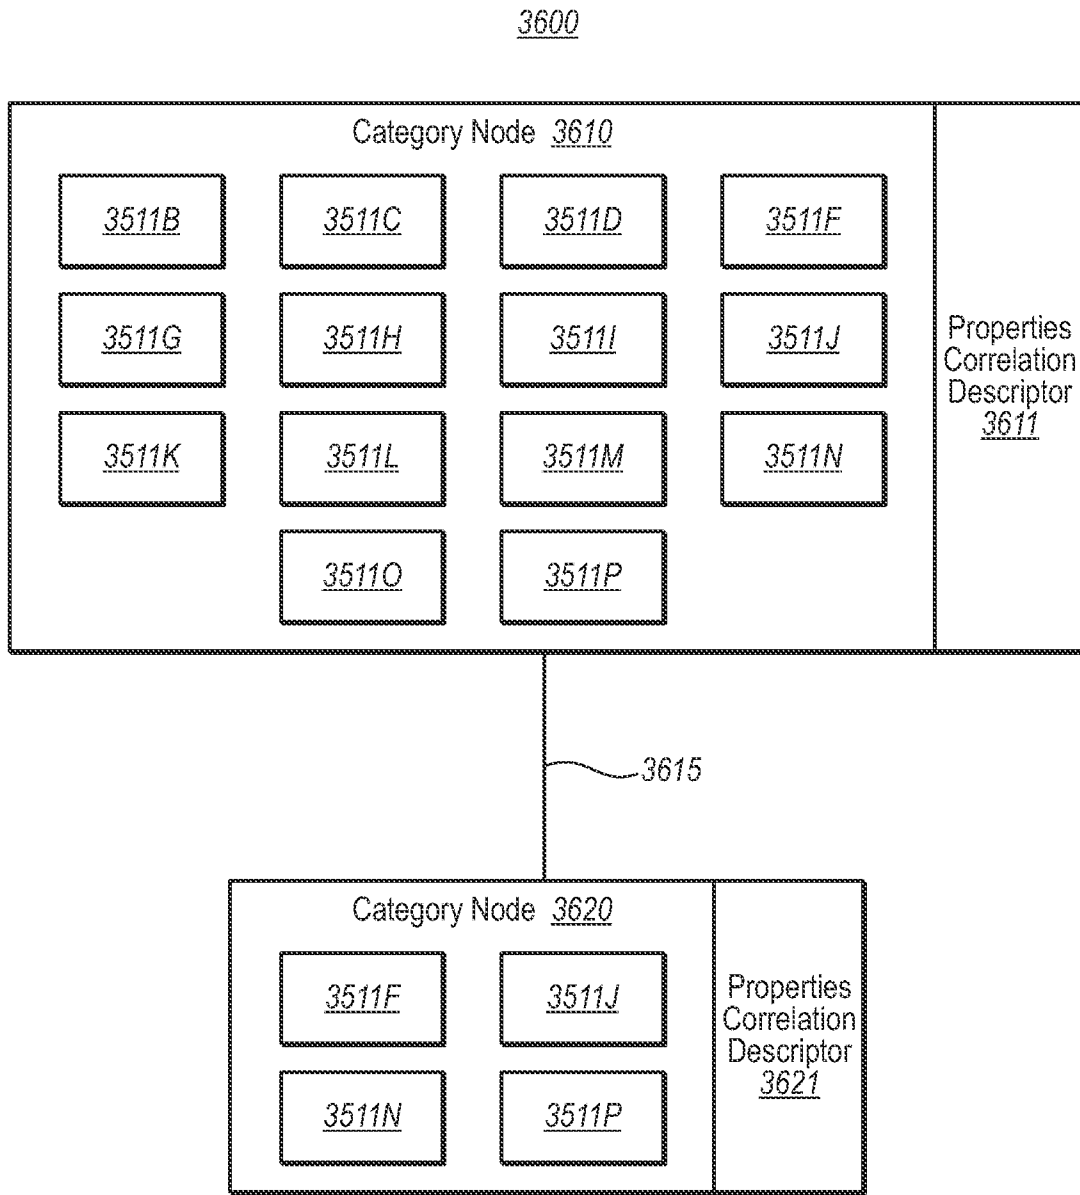 3600
Category Node 3610
3511B 3511C 3511D 3511F
3511G 3511H 3511I 3511J
3511K 3511L 3511M 3511N
3511O 3511P
Properties
Correlation
Descriptor
3611
3615
Category Node 3620
3511F 3511J
3511N 3511P
Properties
Correlation
Descriptor
3621